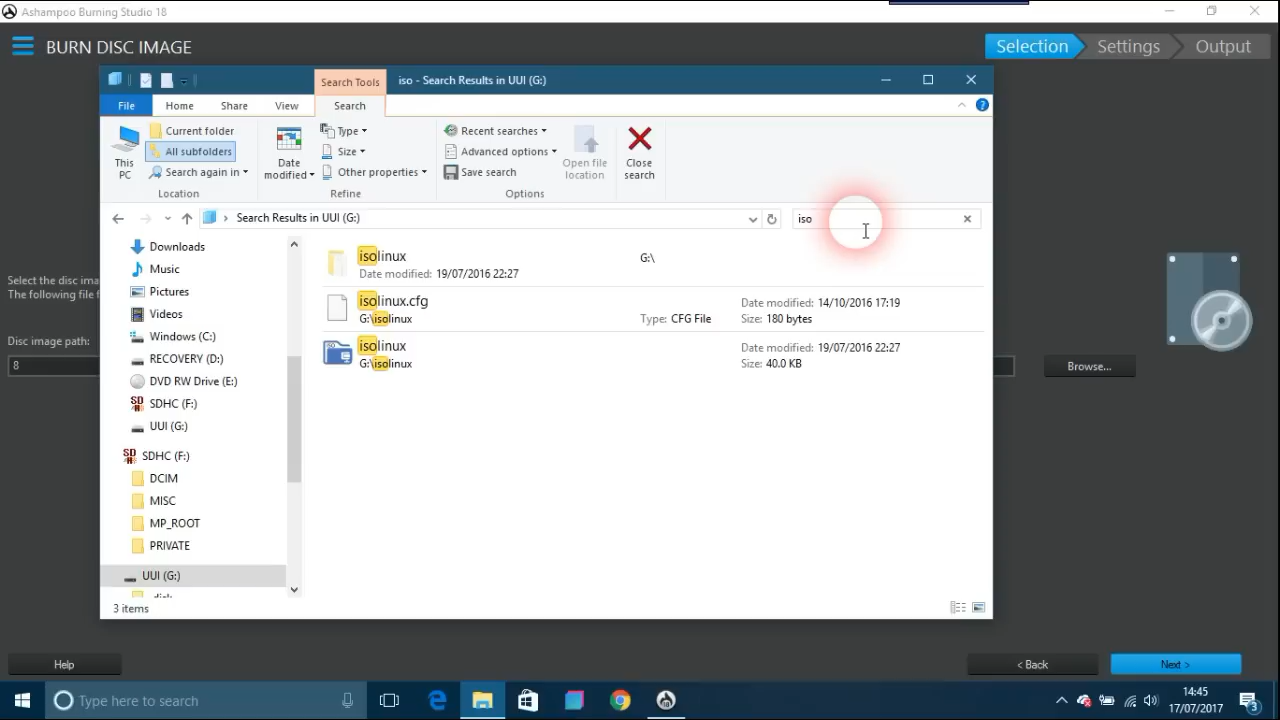 Ashampoo Burning Studio 18
BURN DISC IMAGE
Selection
Settings
Output
Search Tools
iso - Search Results in UUI (G:)
File
Home
Share
View
Search
This PC
Current folder
All subfolders
Search again in
Location
Date modified
Type
Size
Other properties
Refine
Recent searches
Advanced options
Save search
Options
Open file location
Close search
Search Results in UUI (G:)
iso
Downloads
Music
Pictures
Videos
Windows (C:)
RECOVERY (D:)
DVD RW Drive (E:)
SDHC (F:)
UUI (G:)
SDHC (F:)
DCIM
MISC
MP_ROOT
PRIVATE
UUI (G:)
isolinux
Date modified: 19/07/2016 22:27
G:\
isolinux.cfg
G:\isolinux
Type: CFG File
Date modified: 14/10/2016 17:19
Size: 180 bytes
isolinux
G:\isolinux
Date modified: 19/07/2016 22:27
Size: 40.0 KB
3 items
Select the disc ima
The following file f
Disc image path:
8
Browse...
Help
< Back
Next >
Type here to search
14:45
17/07/2017
3